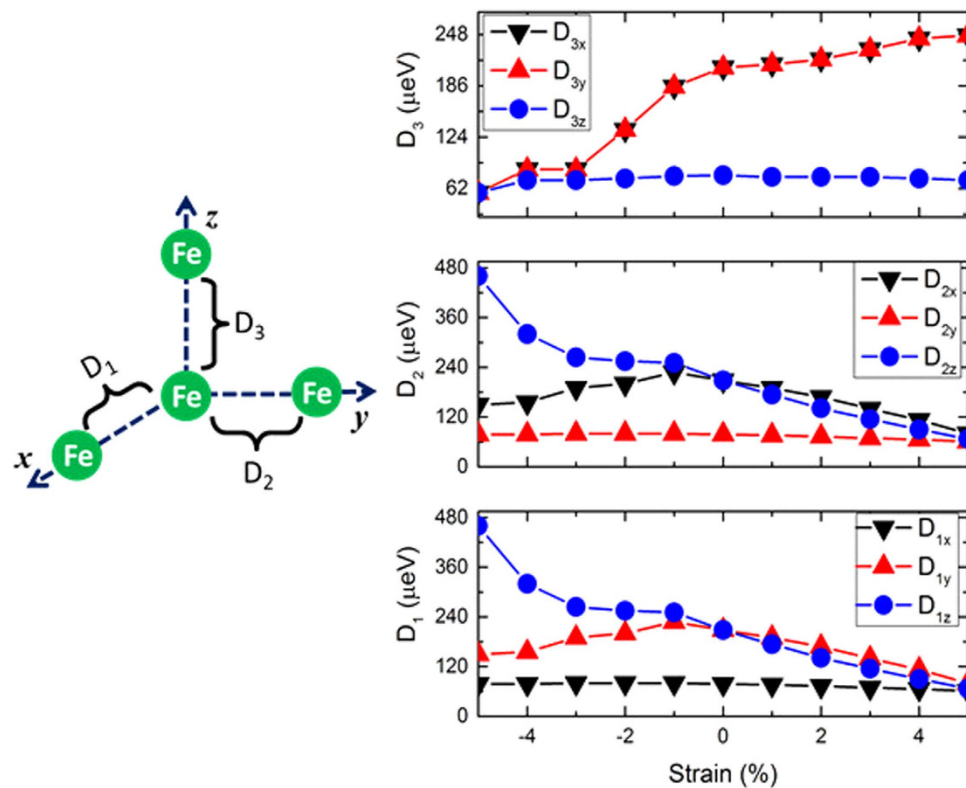 z
Fe
D3
D1
Fe
Fe
y
x
Fe
D2
D3 (μeV)
248
186
124
62
D3x
D3y
D3z
D2 (μeV)
480
360
240
120
0
D2x
D2y
D2z
D1 (μeV)
480
360
240
120
0
D1x
D1y
D1z
-4 -2 0 2 4
Strain (%)